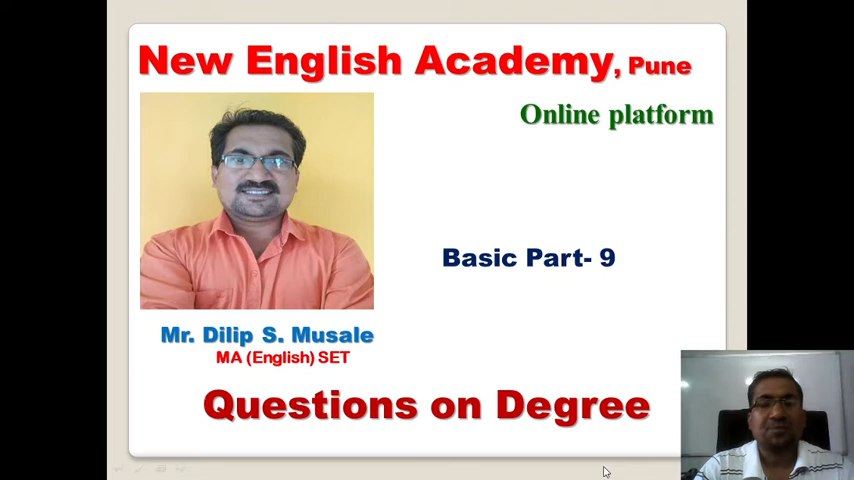 New English Academy, Pune
Online platform
Basic Part- 9
Mr. Dilip S. Musale
MA (English) SET
Questions on Degree